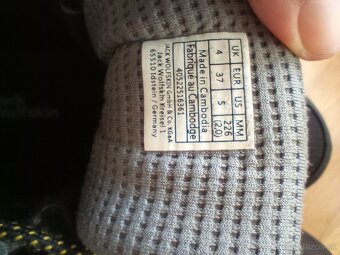 UK EUR US MM
4 37 5 226
(2.0)
Made in Cambodia
Fabriqué au Cambodge
JACK WOLFSKIN GmbH & Co. KGaA
Jack Wolfskin Kreisel 1
65510 Idstein / Germany